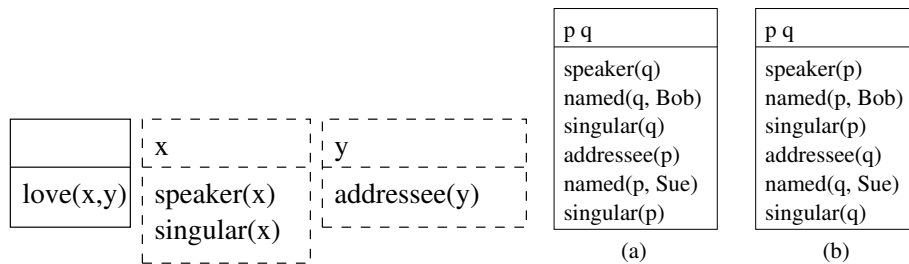 love(x,y)
x
speaker(x)
singular(x)
y
addressee(y)
p q
speaker(q)
named(q, Bob)
singular(q)
addressee(p)
named(p, Sue)
singular(p)
(a)
p q
speaker(p)
named(p, Bob)
singular(p)
addressee(q)
named(q, Sue)
singular(q)
(b)